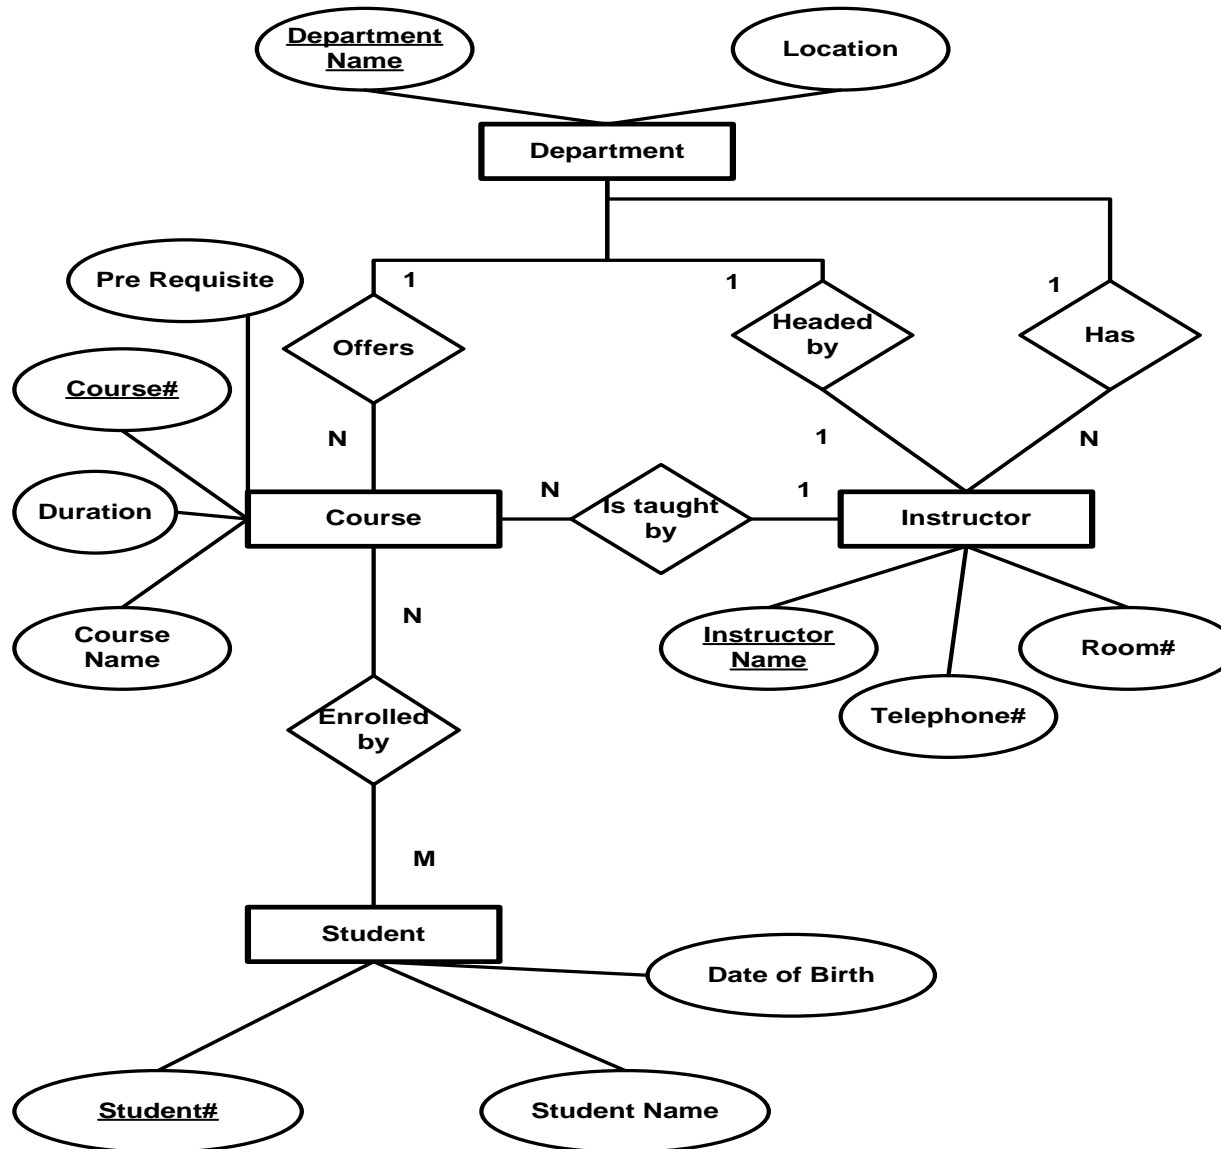 Department
Name
Location
Department
Pre Requisite
1
1
1
Headed
by
Has
Offers
Course#
N
1
N
N
1
Is taught
by
Duration
Course
Instructor
N
Course
Name
Instructor
Name
Room#
Telephone#
Enrolled
by
M
Student
Date of Birth
Student#
Student Name